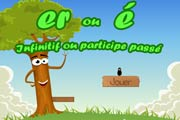 er ou é
Infinitif ou participe passé
Jouer